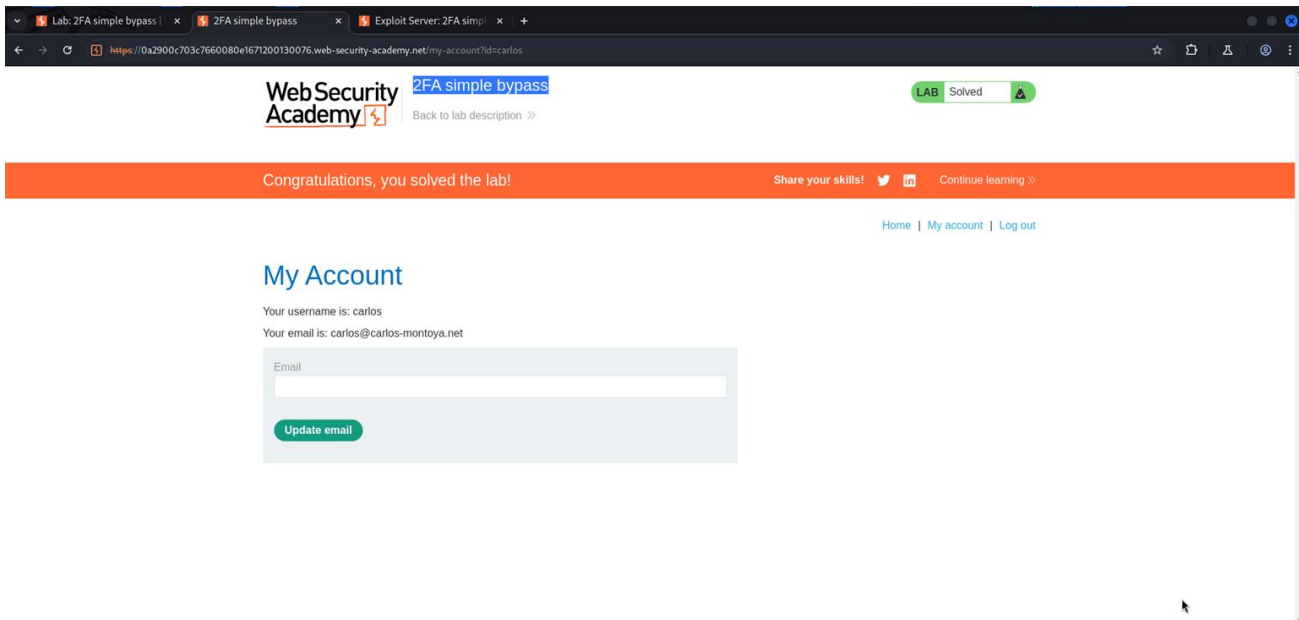 Lab: 2FA simple bypass |
2FA simple bypass
Exploit Server: 2FA simpl
https://0a2900c703c7660080e1671200130076.web-security-academy.net/my-account?id=carlos
WebSecurity
Academy
2FA simple bypass
Back to lab description
LAB Solved
Congratulations, you solved the lab!
Share your skills!
in
Continue learning
Home | My account | Log out
My Account
Your username is: carlos
Your email is: carlos@carlos-montoya.net
Email
Update email